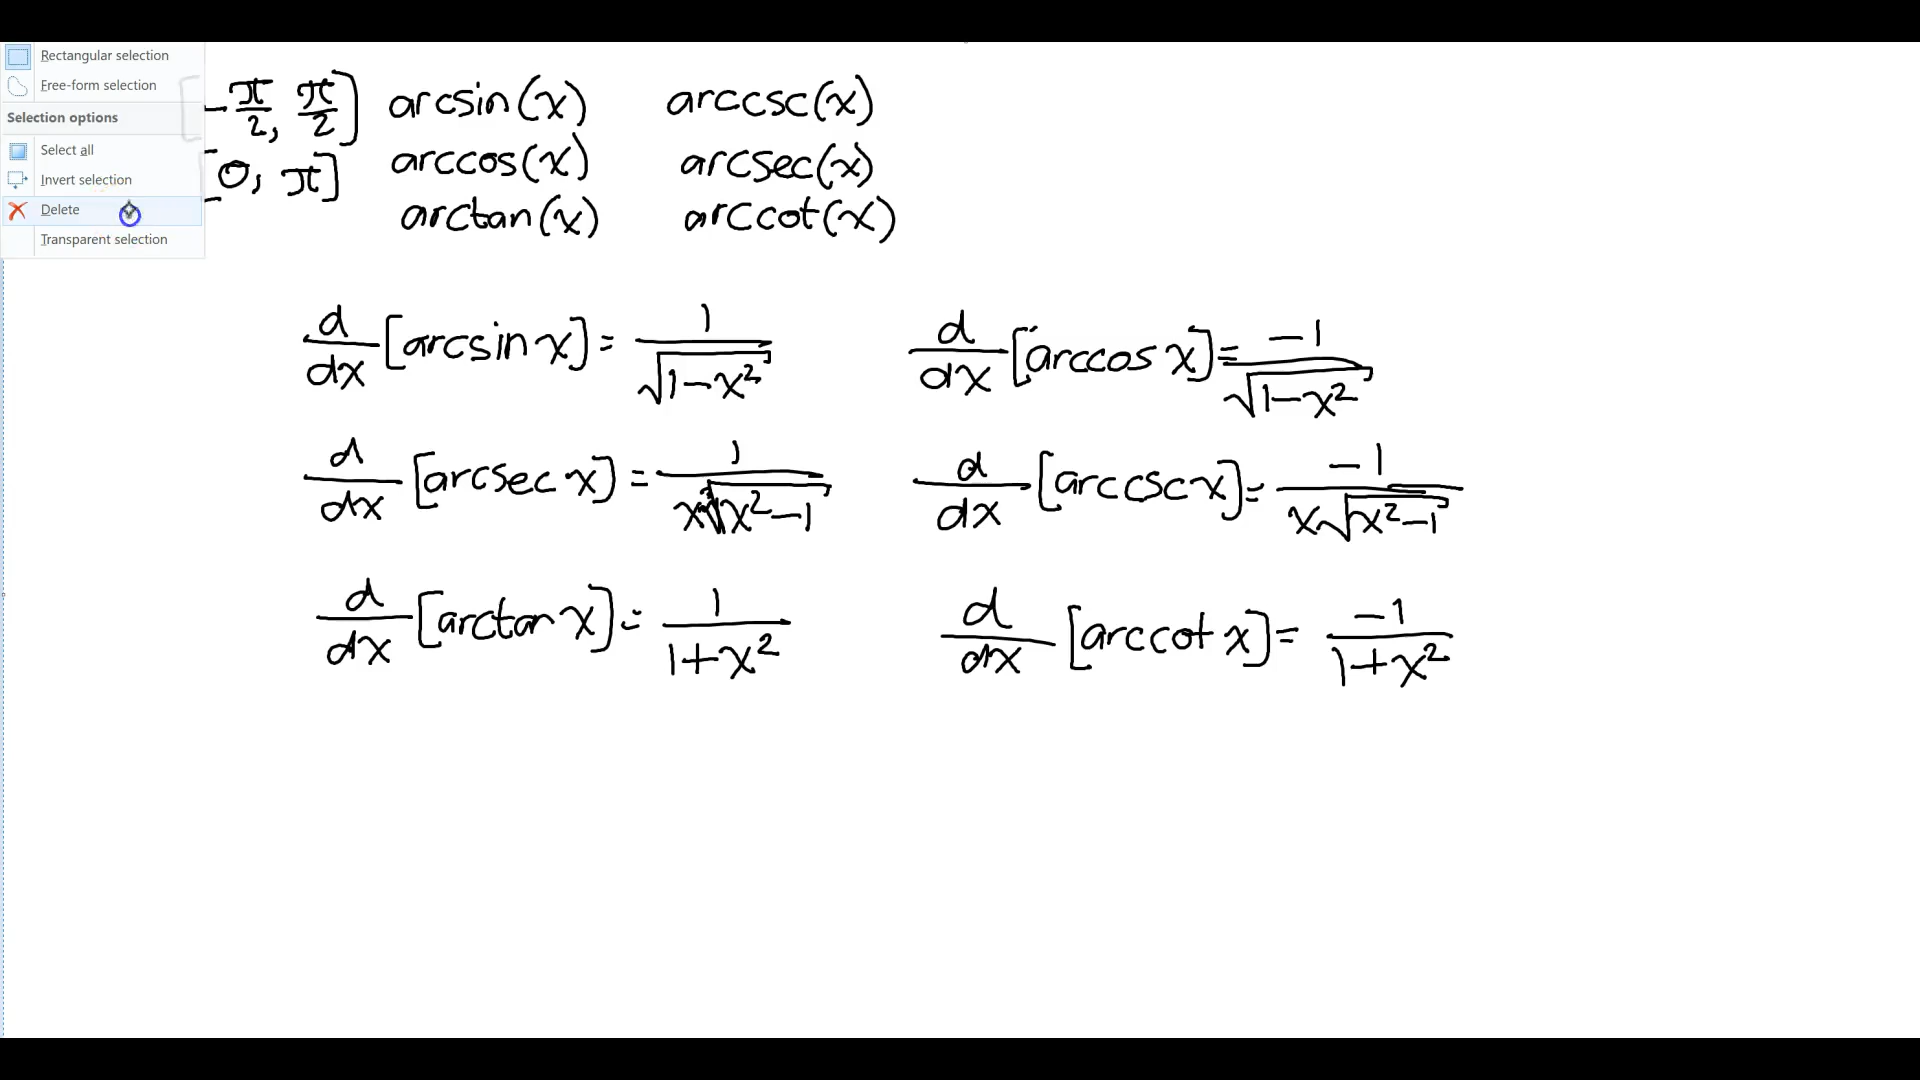 Rectangular selection
Free-form selection
Selection options
Select all
Invert selection
Delete
Transparent selection
[-π/2, π/2] arcsin(x) arccsc(x)
[0, π] arccos(x) arcsec(x)
arctan(x) arccot(x)
d/dx [arcsin x] = 1/√(1-x²) d/dx [arccos x] = -1/√(1-x²)
d/dx [arcsec x] = 1/(x√(x²-1)) d/dx [arccsc x] = -1/(x√(x²-1))
d/dx [arctan x] = 1/(1+x²) d/dx [arccot x] = -1/(1+x²)